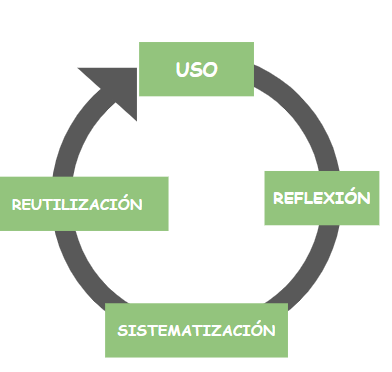 USO
REFLEXIÓN
SISTEMATIZACIÓN
REUTILIZACIÓN